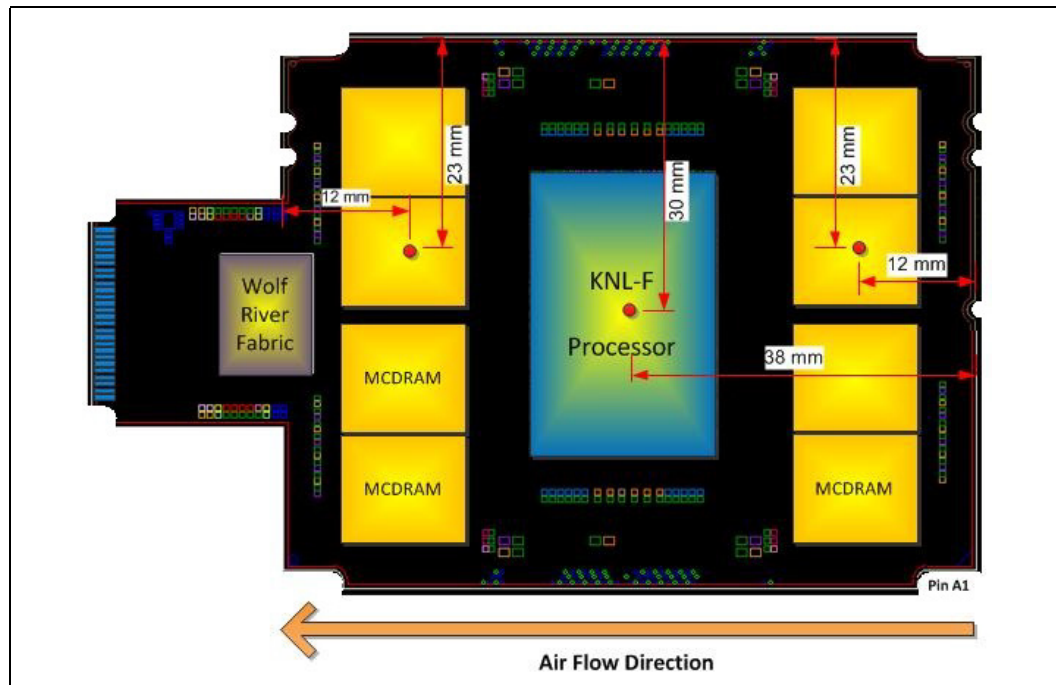 23 mm
30 mm
23 mm
12 mm
12 mm
Wolf
River
Fabric
KNL-F
Processor
38 mm
MCDRAM
MCDRAM
MCDRAM
Pin A1
Air Flow Direction